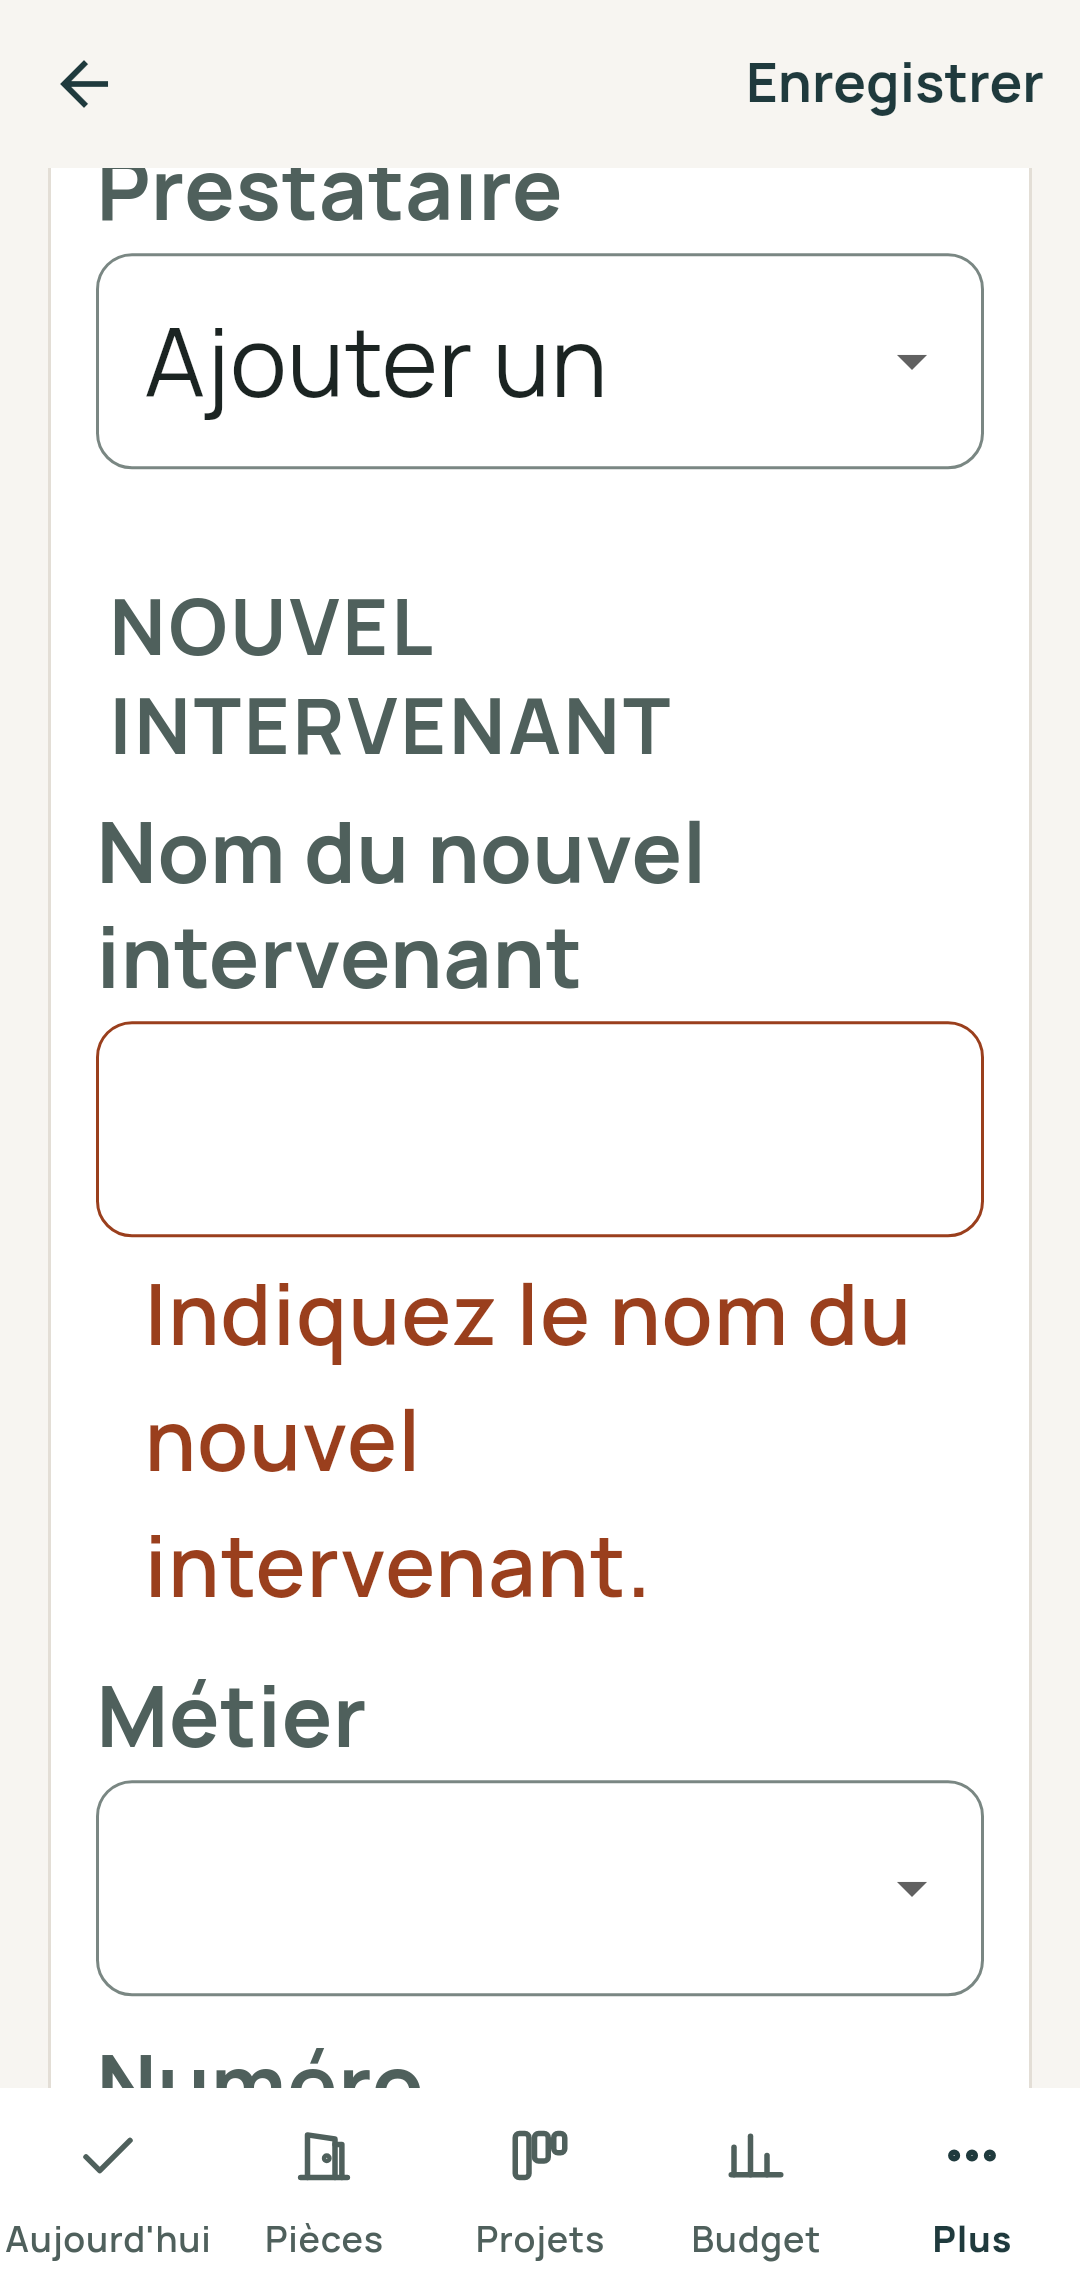 Enregistrer
Prestataire
Ajouter un
NOUVEL
INTERVENANT
Nom du nouvel
intervenant
Indiquez le nom du
nouvel
intervenant.
Métier
Numéro
Aujourd'hui
Pièces
Projets
Budget
Plus